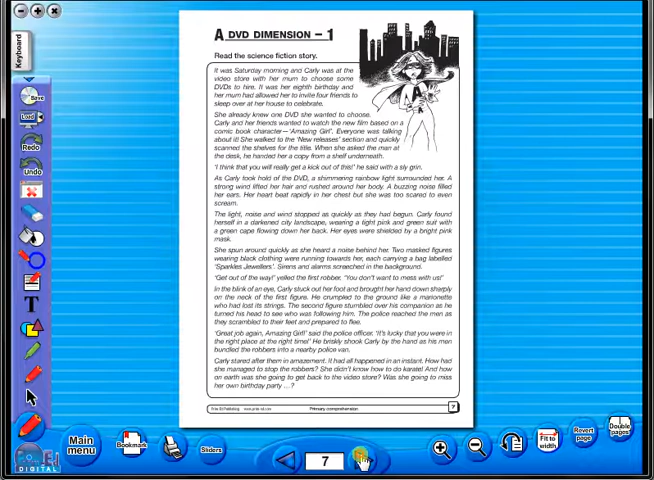 Keyboard
Save
Load
Redo
undo
T
A DVD DIMENSION – 1
Read the science fiction story.
It was Saturday morning and Carly was at the
video store with her mum to choose some
DVDs to hire. It was her eighth birthday and
her mum had allowed her to invite four friends to
sleep over at her house to celebrate.
She already knew one DVD she wanted to choose.
Carly and her friends wanted to watch the new film based on a
comic book character—'Amazing Girl'. Everyone was talking
about it! She walked to the 'New releases' section and quickly
scanned the shelves for the title. When she asked the man at
the desk, he handed her a copy from a shelf underneath.
'I think that you will really get a kick out of this!' he said with a sly grin.
As Carly took hold of the DVD, a shimmering rainbow light surrounded her. A
strong wind lifted her hair and rushed around her body. A buzzing noise filled
her ears. Her heart beat rapidly in her chest but she was too scared to even
scream.
The light, noise and wind stopped as quickly as they had begun. Carly found
herself in a darkened city landscape, wearing a tight pink and green suit with
a green cape flowing down her back. Her eyes were shielded by a bright pink
mask.
She spun around quickly as she heard a noise behind her. Two masked figures
wearing black clothing were running towards her, each carrying a bag labelled
'Sparkles Jewellers'. Sirens and alarms screeched in the background.
'Get out of the way!' yelled the first robber. 'You don't want to mess with us!'
In the blink of an eye, Carly stuck out her foot and brought her hand down sharply
on the neck of the first figure. He crumpled to the ground like a marionette
who had lost its strings. The second figure stumbled over his companion as he
turned his head to see who was following him. The police reached the men as
they scrambled to their feet and prepared to flee.
'Great job again, Amazing Girl!' said the police officer. 'It's lucky that you were in
the right place at the right time!' He briskly shook Carly by the hand as his men
bundled the robbers into a nearby police van.
Carly stared after them in amazement. It had all happened in an instant. How had
she managed to stop the robbers? She didn't know how to do karate! And how
on earth was she going to get back to the video store? Was she going to miss
her own birthday party …?
Primary comprehension
7
DIGITAL
Main menu
Bookmark
Sliders
7
Fit to width
Revert page
Double pages